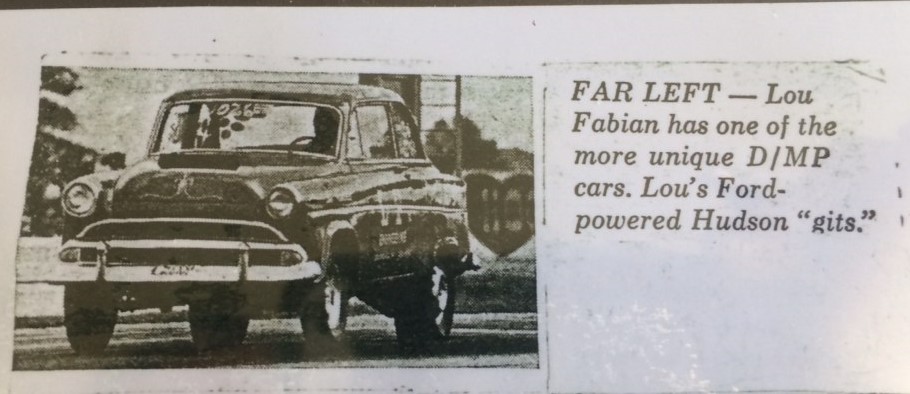 FAR LEFT — Lou
Fabian has one of the
more unique D/MP
cars. Lou's Ford-
powered Hudson "gits."